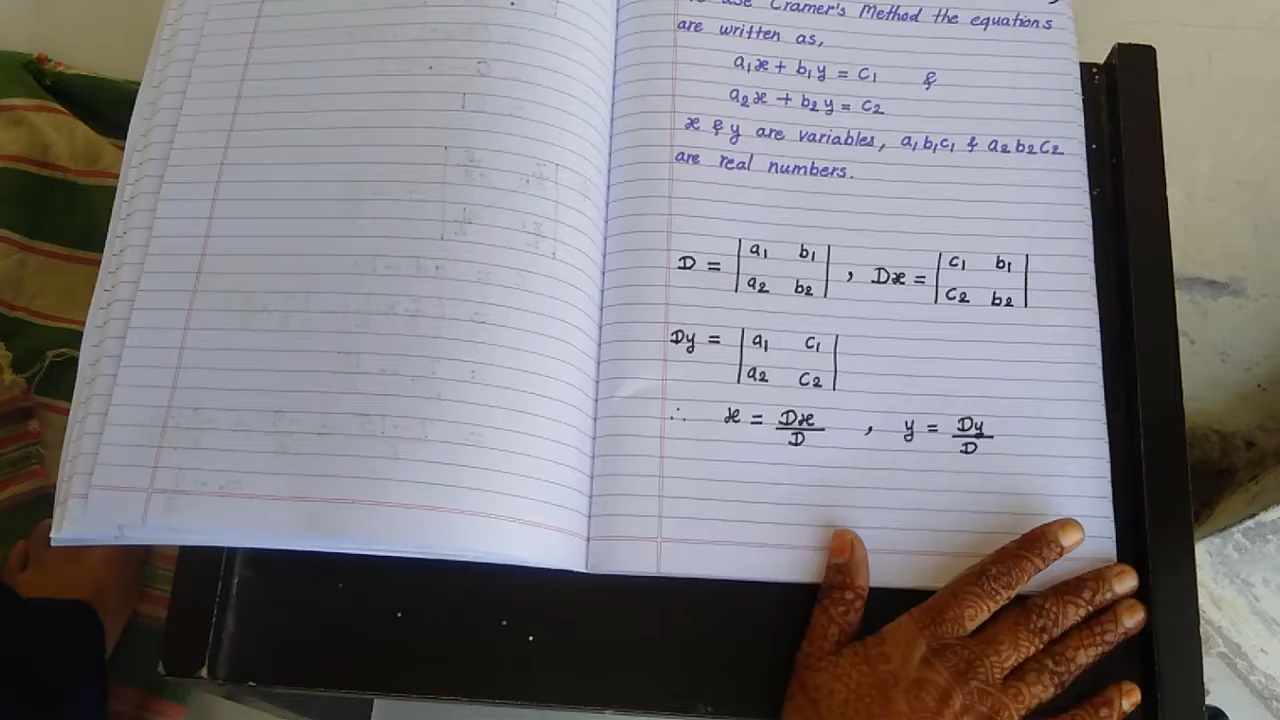 use Cramer's Method the equations
are written as,
a₁x + b₁y = c₁ &
a₂x + b₂y = c₂
x & y are variables, a₁b₁c₁ & a₂b₂c₂
are real numbers.
D = | a₁ b₁ | , Dx = | c₁ b₁ |
| a₂ b₂ | | c₂ b₂ |
Dy = | a₁ c₁ |
| a₂ c₂ |
∴ x = Dx/D , y = Dy/D